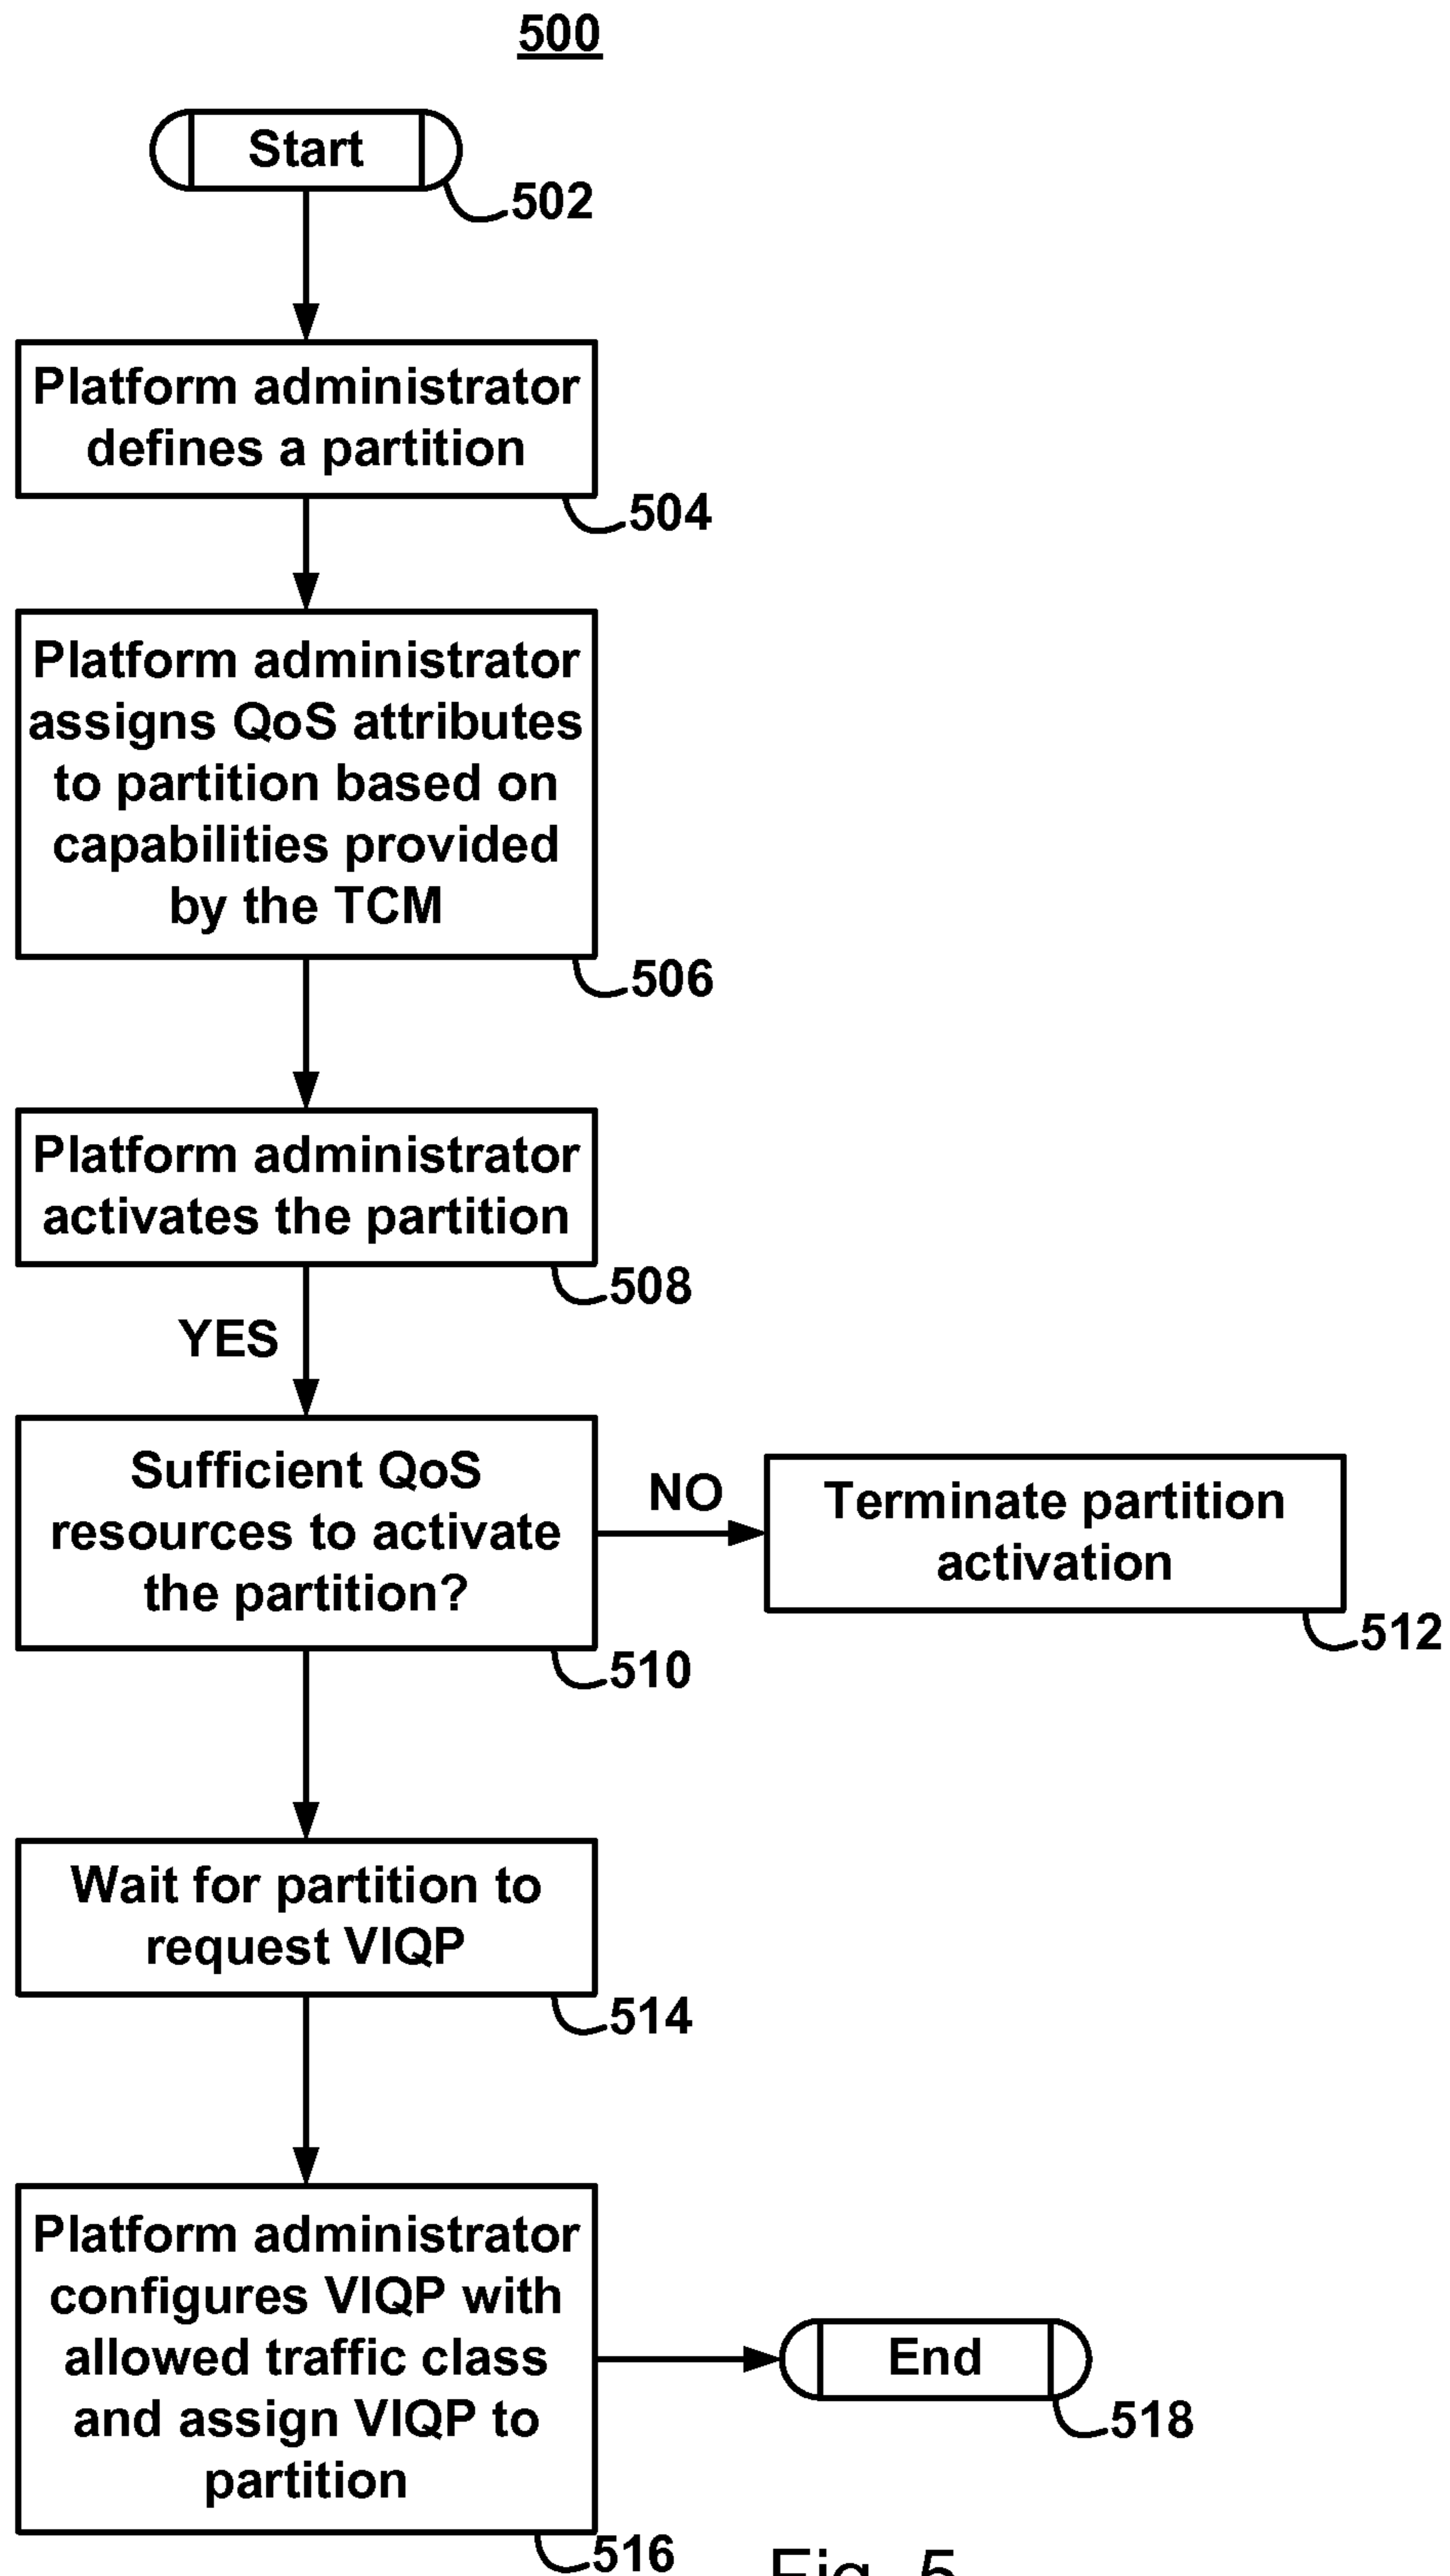 500
Start
502
Platform administrator
defines a partition
504
Platform administrator
assigns QoS attributes
to partition based on
capabilities provided
by the TCM
506
Platform administrator
activates the partition
508
YES
Sufficient QoS
resources to activate
the partition?
510
NO
Terminate partition
activation
512
Wait for partition to
request VIQP
514
Platform administrator
configures VIQP with
allowed traffic class
and assign VIQP to
partition
516
End
518
Fig. 5